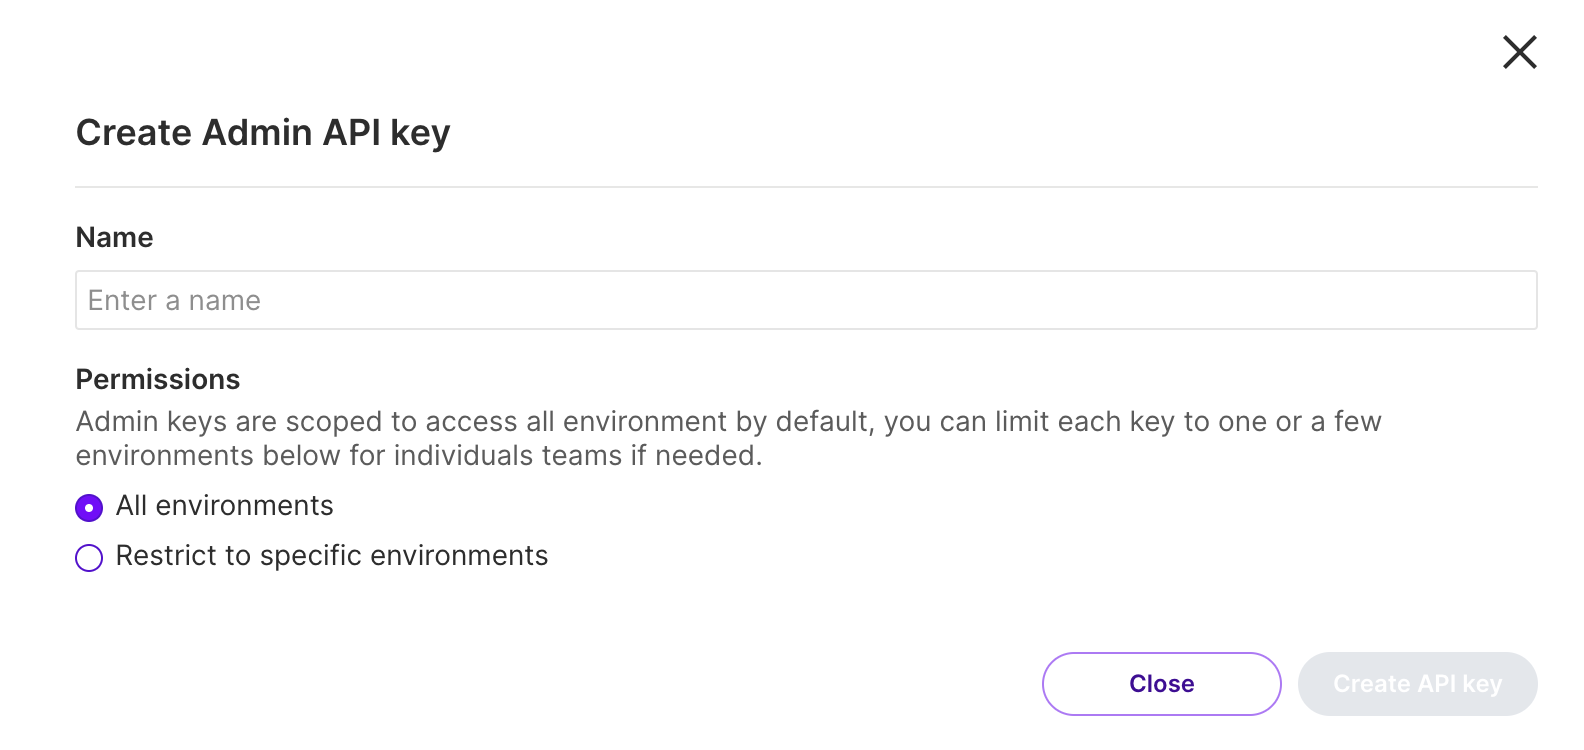 Create Admin API key
Name
Enter a name
Permissions
Admin keys are scoped to access all environment by default, you can limit each key to one or a few
environments below for individuals teams if needed.
All environments
Restrict to specific environments
Close
Create API key